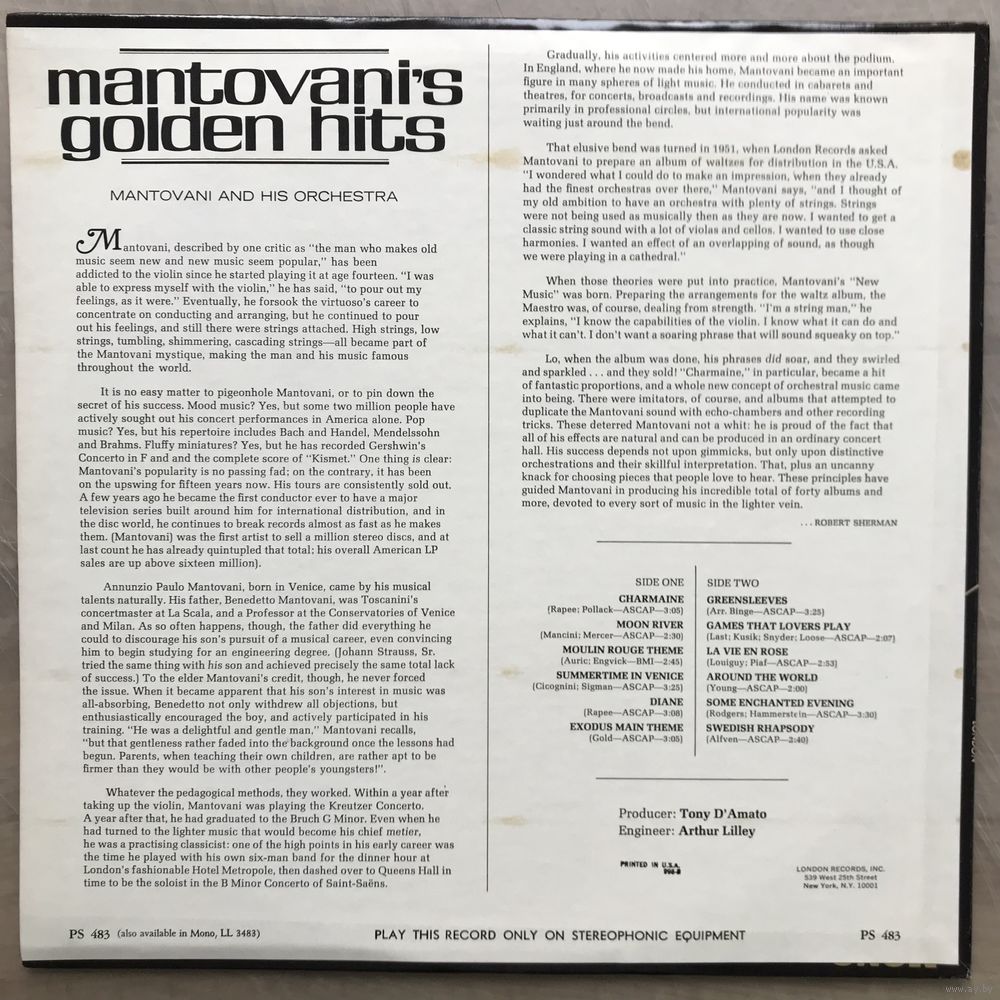 mantovani's
golden hits
MANTOVANI AND HIS ORCHESTRA
Mantovani, described by one critic as "the man who makes old
music seem new and new music seem popular," has been
addicted to the violin since he started playing it at age fourteen. "I was
able to express myself with the violin," he has said, "to pour out my
feelings, as it were." Eventually, he forsook the virtuoso's career to
concentrate on conducting and arranging, but he continued to pour
out his feelings, and still there were strings attached. High strings, low
strings, tumbling, shimmering, cascading strings—all became part of
the Mantovani mystique, making the man and his music famous
throughout the world.
It is no easy matter to pigeonhole Mantovani, or to pin down the
secret of his success. Mood music? Yes, but some two million people have
actively sought out his concert performances in America alone. Pop
music? Yes, but his repertoire includes Bach and Handel, Mendelssohn
and Brahms. Fluffy miniatures? Yes, but he has recorded Gershwin's
Concerto in F and and the complete score of "Kismet." One thing is clear:
Mantovani's popularity is no passing fad; on the contrary, it has been
on the upswing for fifteen years now. His tours are consistently sold out.
A few years ago he became the first conductor ever to have a major
television series built around him for international distribution, and in
the disc world, he continues to break records almost as fast as he makes
them. (Mantovani) was the first artist to sell a million stereo discs, and at
last count he has already quintupled that total; his overall American LP
sales are up above sixteen million).
Annunzio Paulo Mantovani, born in Venice, came by his musical
talents naturally. His father, Benedetto Mantovani, was Toscanini's
concertmaster at La Scala, and a Professor at the Conservatories of Venice
and Milan. As so often happens, though, the father did everything he
could to discourage his son's pursuit of a musical career, even convincing
him to begin studying for an engineering degree. (Johann Strauss, Sr.
tried the same thing with his son and achieved precisely the same total lack
of success.) To the elder Mantovani's credit, though, he never forced
the issue. When it became apparent that his son's interest in music was
all-absorbing, Benedetto not only withdrew all objections, but
enthusiastically encouraged the boy, and actively participated in his
training. "He was a delightful and gentle man," Mantovani recalls,
"but that gentleness rather faded into the background once the lessons had
begun. Parents, when teaching their own children, are rather apt to be
firmer than they would be with other people's youngsters!".
Whatever the pedagogical methods, they worked. Within a year after
taking up the violin, Mantovani was playing the Kreutzer Concerto.
A year after that, he had graduated to the Bruch G Minor. Even when he
had turned to the lighter music that would become his chief metier,
he was a practising classicist: one of the high points in his early career was
the time he played with his own six-man band for the dinner hour at
London's fashionable Hotel Metropole, then dashed over to Queens Hall in
time to be the soloist in the B Minor Concerto of Saint-Saëns.
Gradually, his activities centered more and more about the podium.
In England, where he now made his home, Mantovani became an important
figure in many spheres of light music. He conducted in cabarets and
theatres, for concerts, broadcasts and recordings. His name was known
primarily in professional circles, but international popularity was
waiting just around the bend.
That elusive bend was turned in 1951, when London Records asked
Mantovani to prepare an album of waltzes for distribution in the U.S.A.
"I wondered what I could do to make an impression, when they already
had the finest orchestras over there," Mantovani says, "and I thought of
my old ambition to have an orchestra with plenty of strings. Strings
were not being used as musically then as they are now. I wanted to get a
classic string sound with a lot of violas and cellos. I wanted to use close
harmonies. I wanted an effect of an overlapping of sound, as though
we were playing in a cathedral."
When those theories were put into practice, Mantovani's "New
Music" was born. Preparing the arrangements for the waltz album, the
Maestro was, of course, dealing from strength. "I'm a string man," he
explains, "I know the capabilities of the violin. I know what it can do and
what it can't. I don't want a soaring phrase that will sound squeaky on top."
Lo, when the album was done, his phrases did soar, and they swirled
and sparkled . . . and they sold! "Charmaine," in particular, became a hit
of fantastic proportions, and a whole new concept of orchestral music came
into being. There were imitators, of course, and albums that attempted to
duplicate the Mantovani sound with echo-chambers and other recording
tricks. These deterred Mantovani not a whit: he is proud of the fact that
all of his effects are natural and can be produced in an ordinary concert
hall. His success depends not upon gimmicks, but only upon distinctive
orchestrations and their skillful interpretation. That, plus an uncanny
knack for choosing pieces that people love to hear. These principles have
guided Mantovani in producing his incredible total of forty albums and
more, devoted to every sort of music in the lighter vein.
. . . ROBERT SHERMAN
SIDE ONE
CHARMAINE
(Rapee; Pollack—ASCAP—3:05)
MOON RIVER
(Mancini; Mercer—ASCAP—2:30)
MOULIN ROUGE THEME
(Auric; Engvick—BMI—2:45)
SUMMERTIME IN VENICE
(Cicognini; Sigman—ASCAP—3:25)
DIANE
(Rapee—ASCAP—3:08)
EXODUS MAIN THEME
(Gold—ASCAP—3:05)
SIDE TWO
GREENSLEEVES
(Arr. Binge—ASCAP—3:25)
GAMES THAT LOVERS PLAY
(Last; Kusik; Snyder; Loose—ASCAP—2:07)
LA VIE EN ROSE
(Louiguy; Piaf—ASCAP—2:53)
AROUND THE WORLD
(Young—ASCAP—2:00)
SOME ENCHANTED EVENING
(Rodgers; Hammerstein—ASCAP—3:30)
SWEDISH RHAPSODY
(Alfven—ASCAP—2:40)
Producer: Tony D'Amato
Engineer: Arthur Lilley
PRINTED IN U.S.A.
LONDON RECORDS, INC.
539 West 25th Street
New York, N.Y. 10001
PS 483 (also available in Mono, LL 3483)
PLAY THIS RECORD ONLY ON STEREOPHONIC EQUIPMENT
PS 483
LONDON
www.ay.by